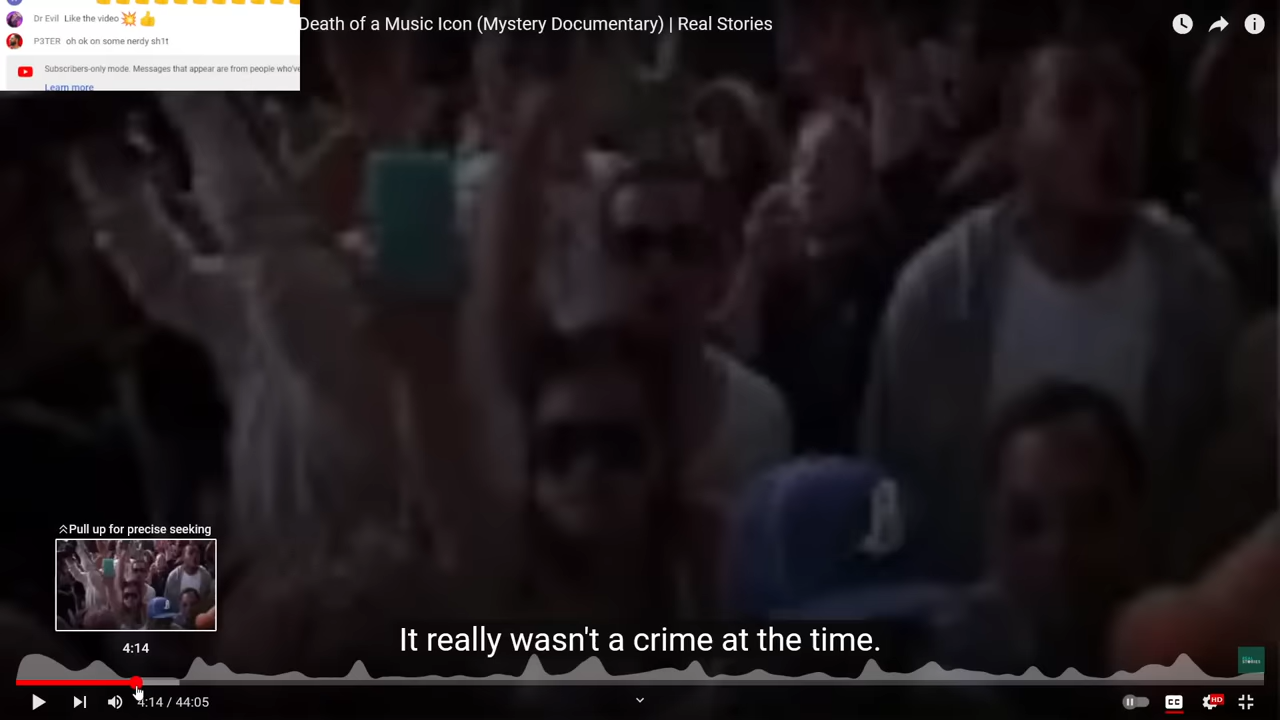 Dr Evil Like the video 💥👍
P3TER oh ok on some nerdy sh1t
Subscribers-only mode. Messages that appear are from people who've
Learn more
Death of a Music Icon (Mystery Documentary) | Real Stories
Pull up for precise seeking
4:14
It really wasn't a crime at the time.
4:14 / 44:05
CC
HD